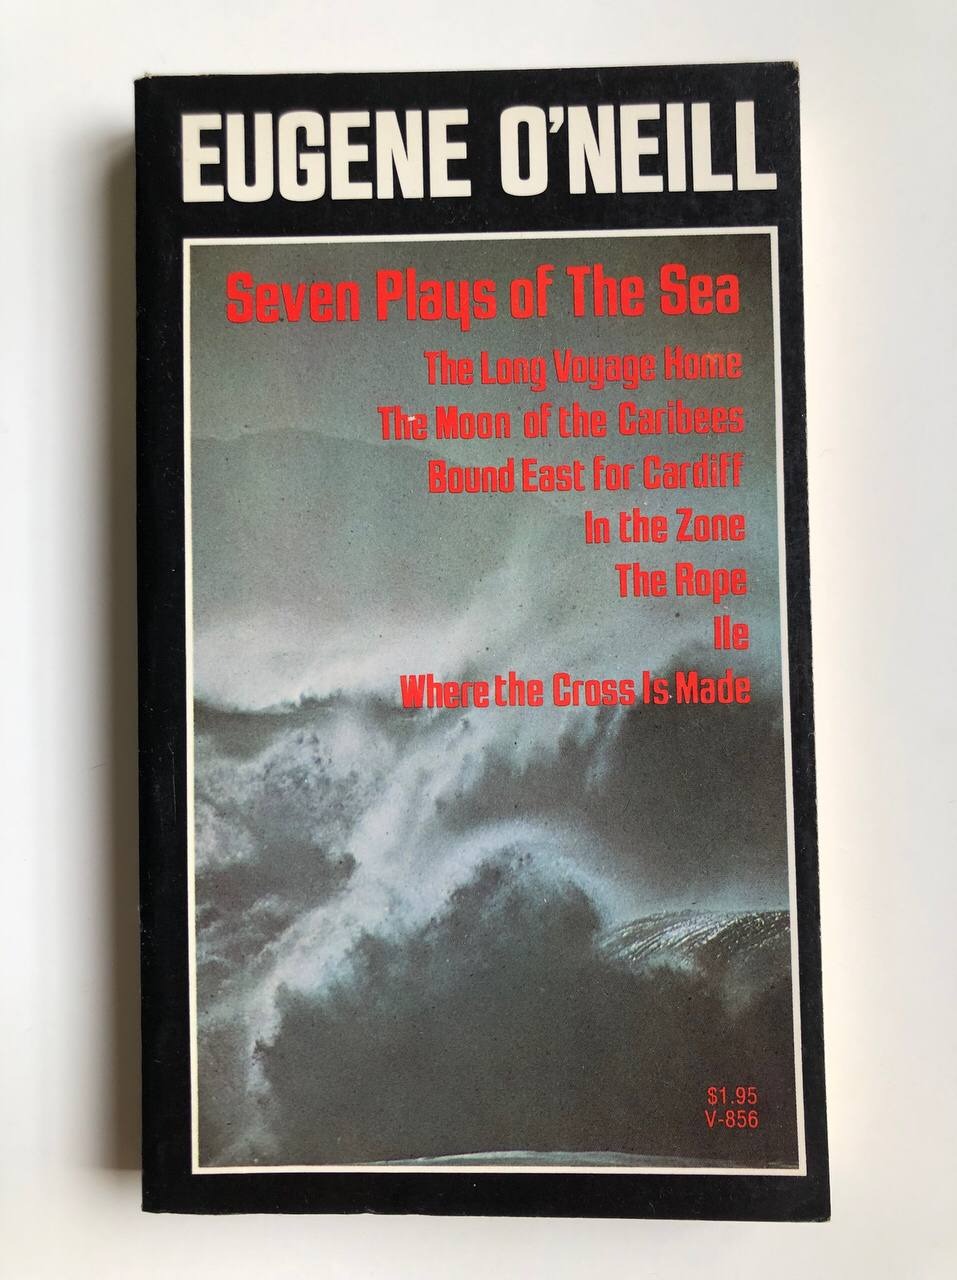 EUGENE O'NEILL
Seven Plays of The Sea
The Long Voyage Home
The Moon of the Caribees
Bound East for Cardiff
In the Zone
The Rope
Ile
Where the Cross Is Made
$1.95
V-856